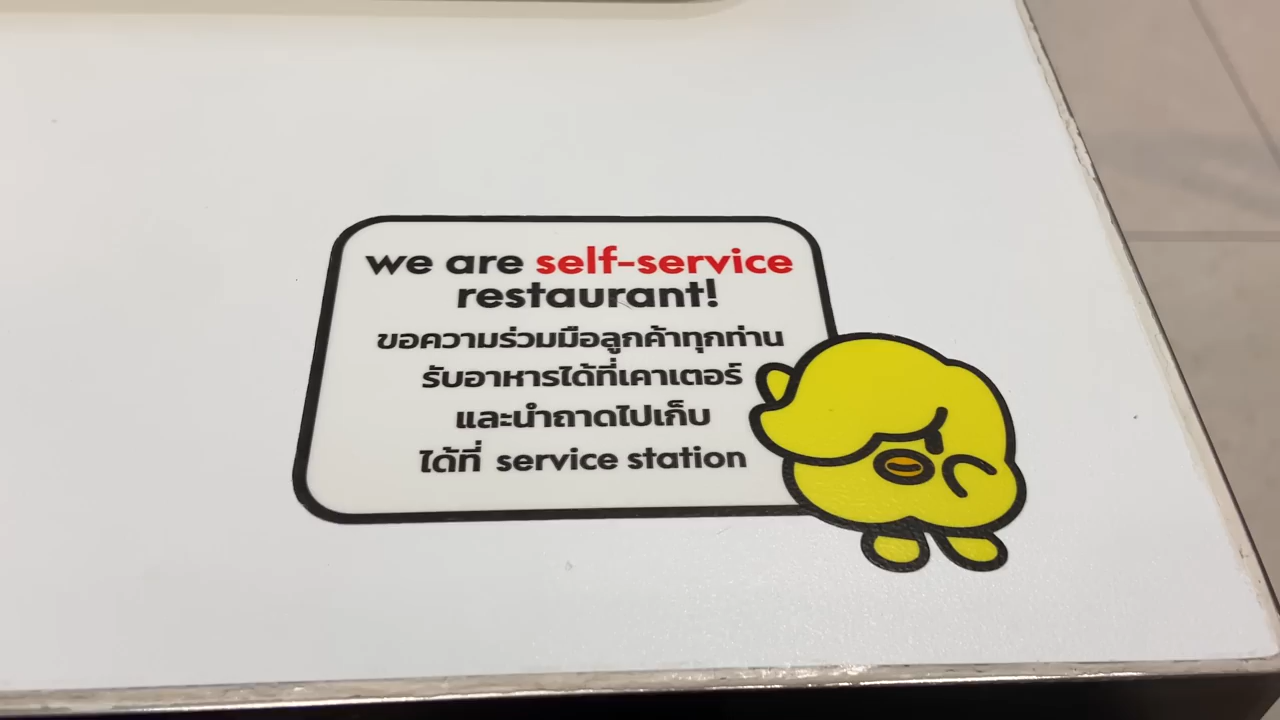 we are self-service
restaurant!
ขอความร่วมมือลูกค้าทุกท่าน
รับอาหารได้ที่เคาเตอร์
และนำถาดไปเก็บ
ได้ที่ service station